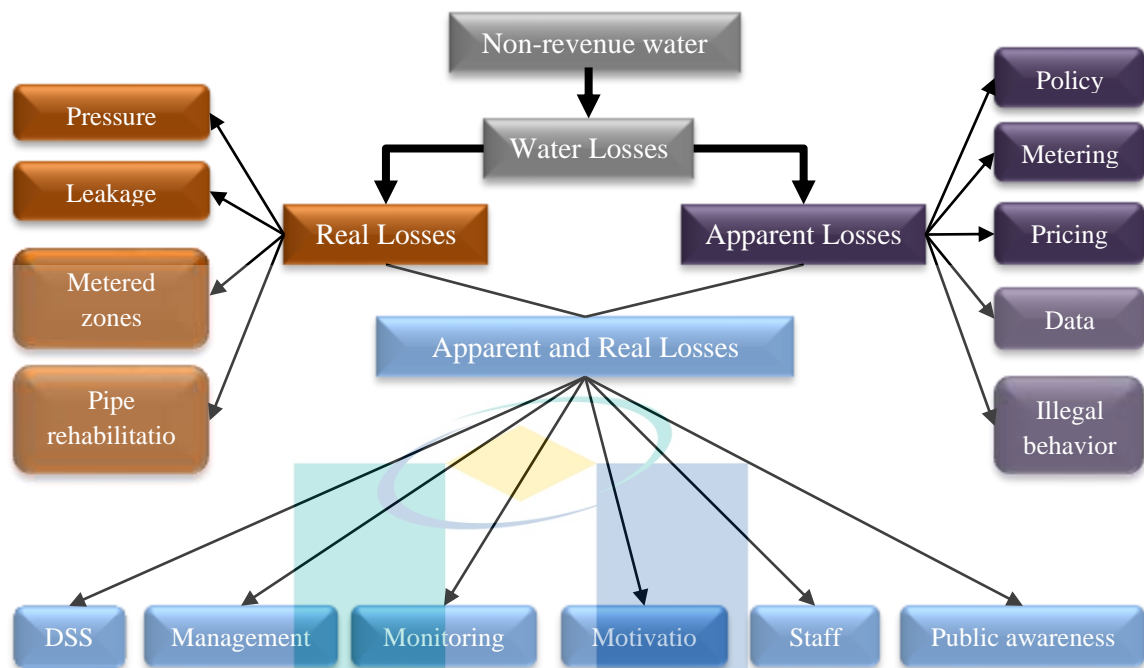 Non-revenue water
Policy
Pressure
Water Losses
Metering
Leakage
Real Losses
Apparent Losses
Pricing
Metered
zones
Data
Apparent and Real Losses
Pipe
rehabilitatio
Illegal
behavior
DSS
Management
Monitoring
Motivatio
Staff
Public awareness